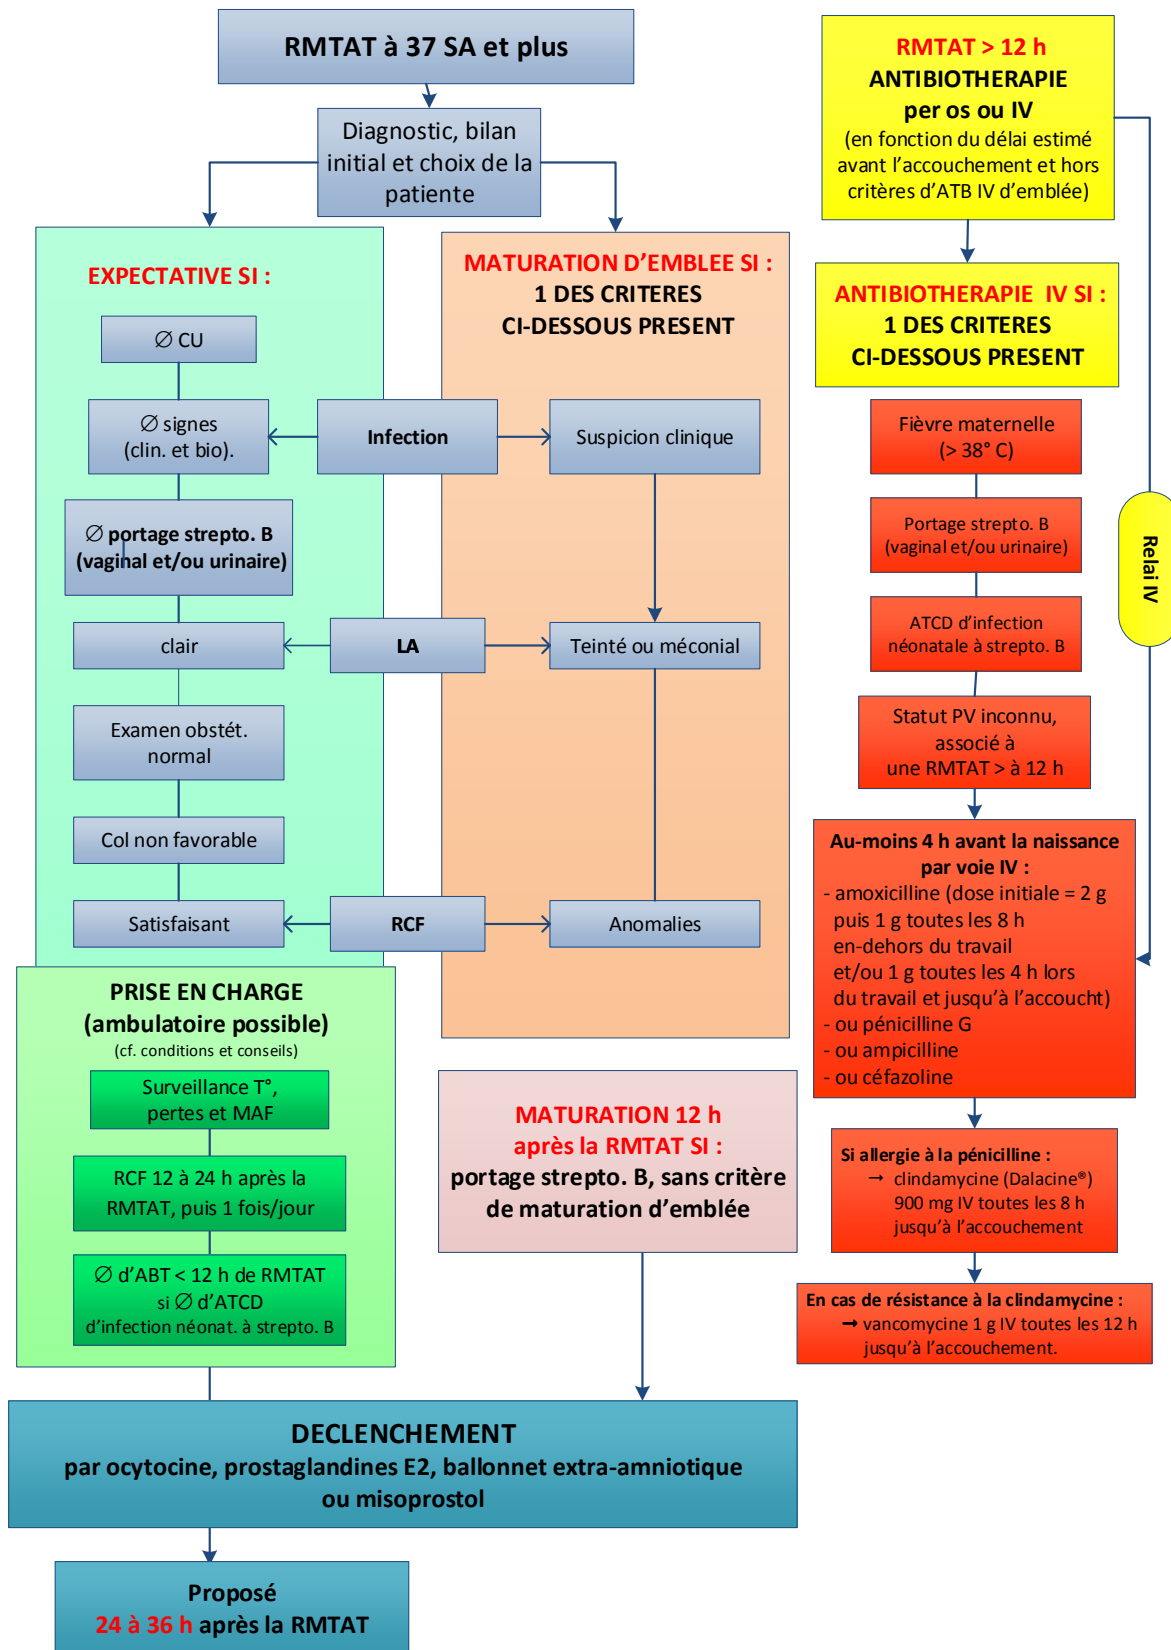 RMTAT à 37 SA et plus
Diagnostic, bilan
initial et choix de la
patiente
EXPECTATIVE SI :
∅ CU
∅ signes
(clin. et bio).
∅ portage strepto. B
(vaginal et/ou urinaire)
clair
Examen obstét.
normal
Col non favorable
Satisfaisant
Infection
LA
RCF
MATURATION D'EMBLEE SI :
1 DES CRITERES
CI-DESSOUS PRESENT
Suspicion clinique
Teinté ou méconial
Anomalies
PRISE EN CHARGE
(ambulatoire possible)
(cf. conditions et conseils)
Surveillance T°,
pertes et MAF
RCF 12 à 24 h après la
RMTAT, puis 1 fois/jour
∅ d'ABT < 12 h de RMTAT
si ∅ d'ATCD
d'infection néonat. à strepto. B
MATURATION 12 h
après la RMTAT SI :
portage strepto. B, sans critère
de maturation d'emblée
DECLENCHEMENT
par ocytocine, prostaglandines E2, ballonnet extra-amniotique
ou misoprostol
Proposé
24 à 36 h après la RMTAT
RMTAT > 12 h
ANTIBIOTHERAPIE
per os ou IV
(en fonction du délai estimé
avant l'accouchement et hors
critères d'ATB IV d'emblée)
ANTIBIOTHERAPIE IV SI :
1 DES CRITERES
CI-DESSOUS PRESENT
Fièvre maternelle
(> 38° C)
Portage strepto. B
(vaginal et/ou urinaire)
ATCD d'infection
néonatale à strepto. B
Statut PV inconnu,
associé à
une RMTAT > à 12 h
Relai IV
Au-moins 4 h avant la naissance
par voie IV :
- amoxicilline (dose initiale = 2 g
puis 1 g toutes les 8 h
en-dehors du travail
et/ou 1 g toutes les 4 h lors
du travail et jusqu'à l'accoucht)
- ou pénicilline G
- ou ampicilline
- ou céfazoline
Si allergie à la pénicilline :
→ clindamycine (Dalacine®)
900 mg IV toutes les 8 h
jusqu'à l'accouchement
En cas de résistance à la clindamycine :
→ vancomycine 1 g IV toutes les 12 h
jusqu'à l'accouchement.